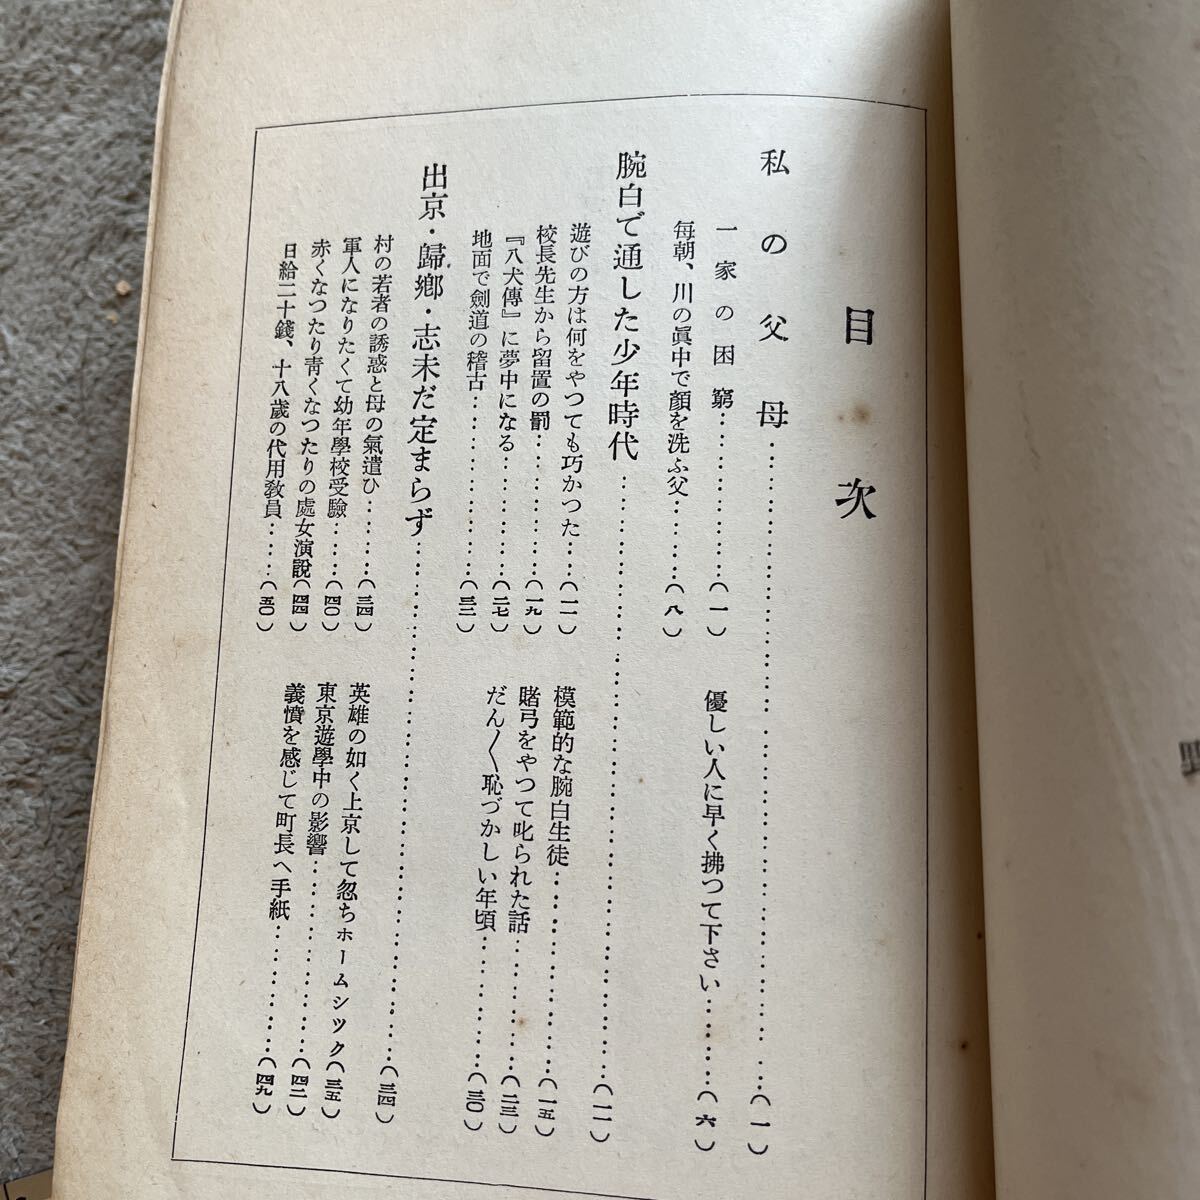 目次
私の父母……(一)
一家の困窮……(一)
優しい人に早く拂つて下さい……(六)
毎朝、川の眞中で顏を洗ふ父……(八)
腕白で通した少年時代……(一一)
遊びの方は何をやつても巧かつた……(一一)
模範的な腕白生徒……(一五)
校長先生から留置の罰……(一九)
賭弓をやつて叱られた話……(二三)
『八犬傳』に夢中になる……(二七)
だん〱恥づかしい年頃……(三〇)
地面で劍道の稽古……(三二)
出京・歸鄕・志未だ定まらず……(三四)
村の若者の誘惑と母の氣遣ひ……(三四)
英雄の如く上京して忽ちホームシツク(三五)
軍人になりたくて幼年學校受驗……(四〇)
東京遊學中の影響……(四二)
赤くなつたり靑くなつたりの處女演說(四四)
義憤を感じて町長へ手紙……(四九)
日給二十錢、十八歲の代用敎員……(五〇)